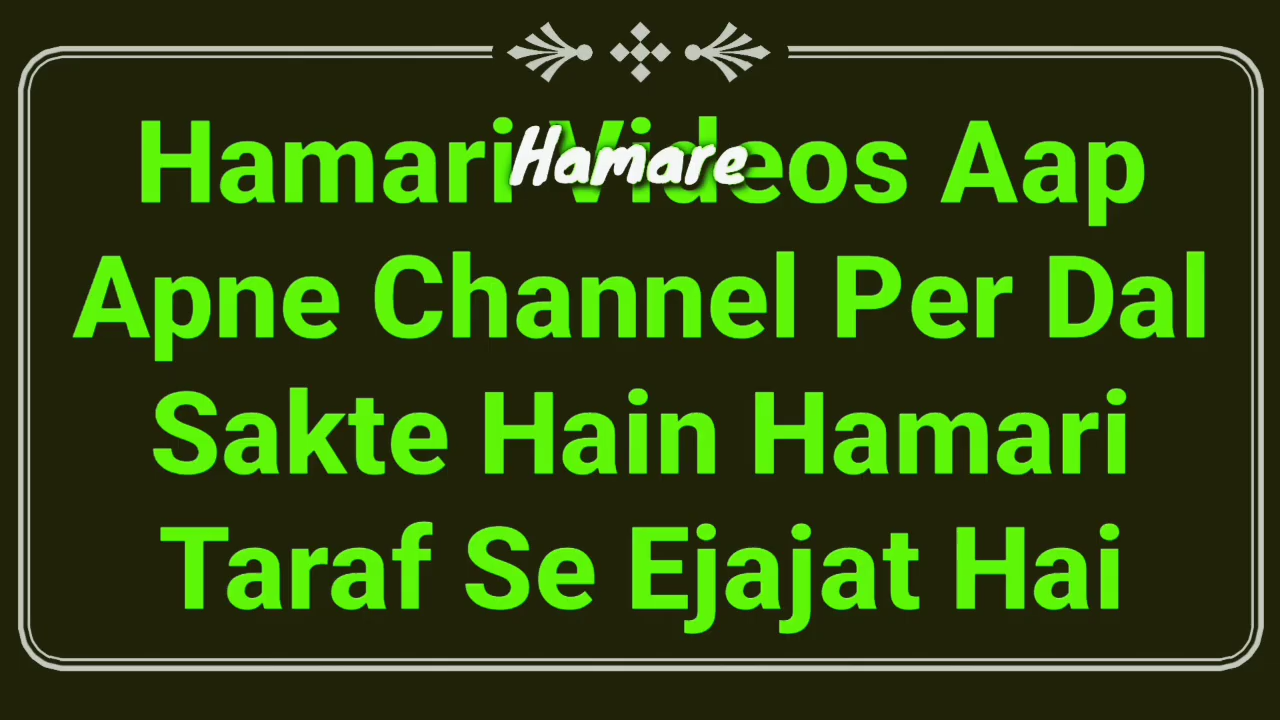 Hamari Videos Aap
Hamare
Apne Channel Per Dal
Sakte Hain Hamari
Taraf Se Ejajat Hai